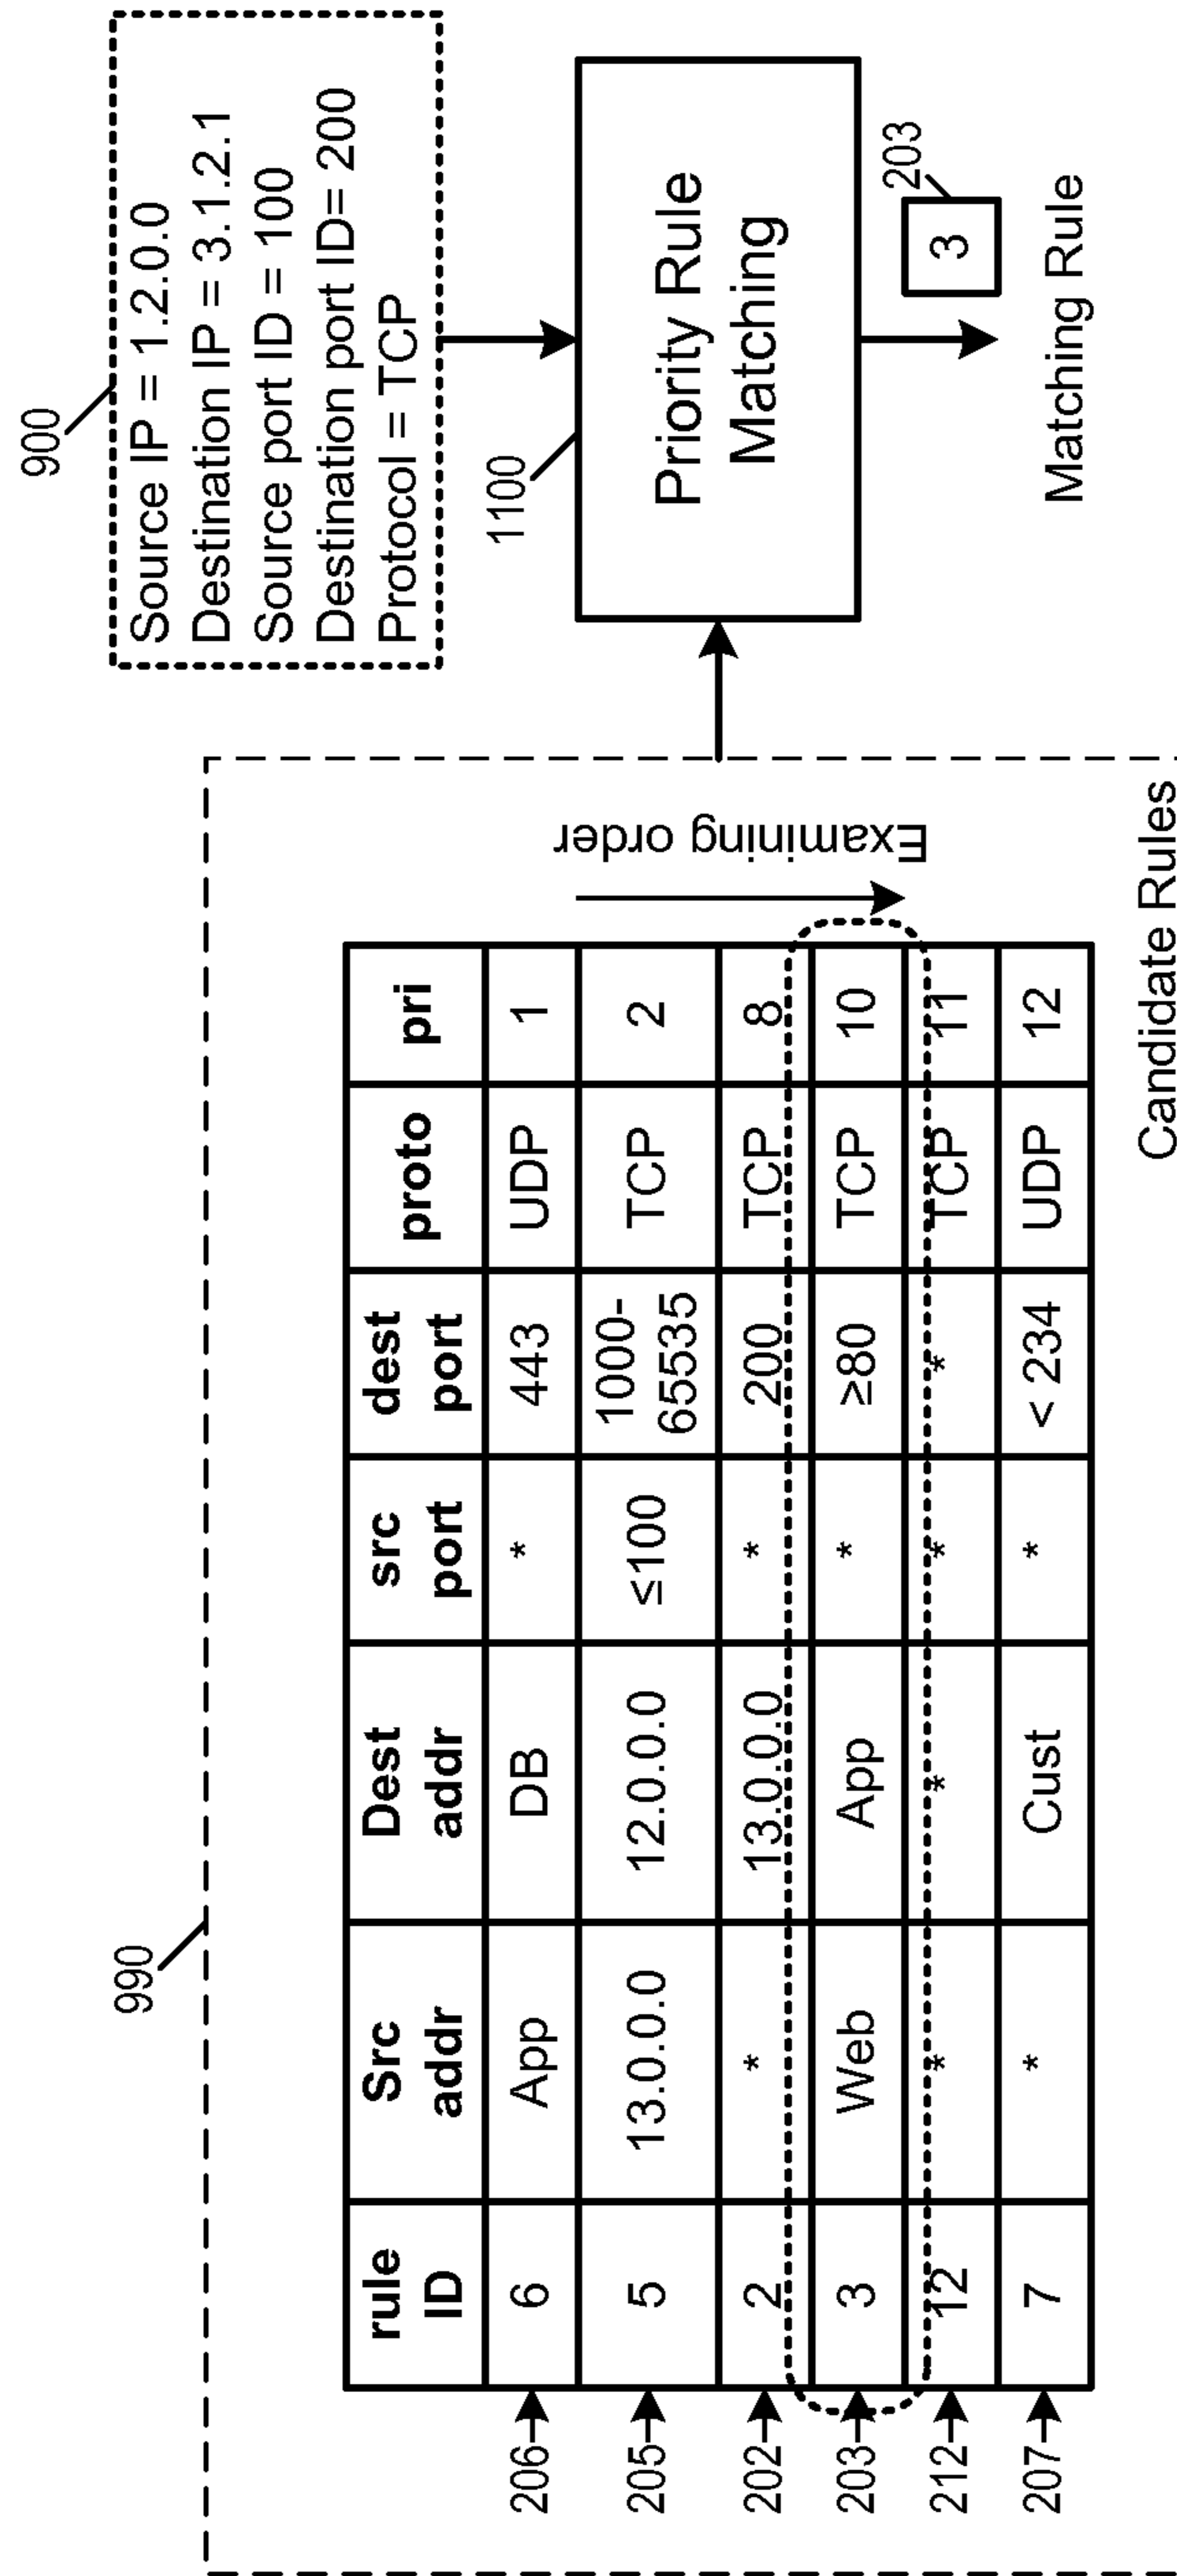 900
Source IP = 1.2.0.0
Destination IP = 3.1.2.1
Source port ID = 100
Destination port ID= 200
Protocol = TCP
990
rule ID Src addr Dest addr src port dest port proto pri
206 6 App DB * 443 UDP 1
205 5 13.0.0.0 12.0.0.0 ≤100 1000-65535 TCP 2
202 2 * 13.0.0.0 * 200 TCP 8
203 3 Web App * ≥80 TCP 10
212 12 * * * * TCP 11
207 7 * Cust * < 234 UDP 12
Examining order
Candidate Rules
1100
Priority Rule
Matching
203
3
Matching Rule